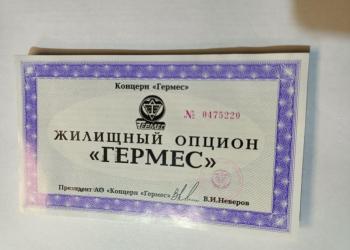 Концерн «Гермес»
ГЕРМЕС
№ 0475220
ЖИЛИЩНЫЙ ОПЦИОН
«ГЕРМЕС»
Президент АО «Концерн «Гермес» В.И.Неверов